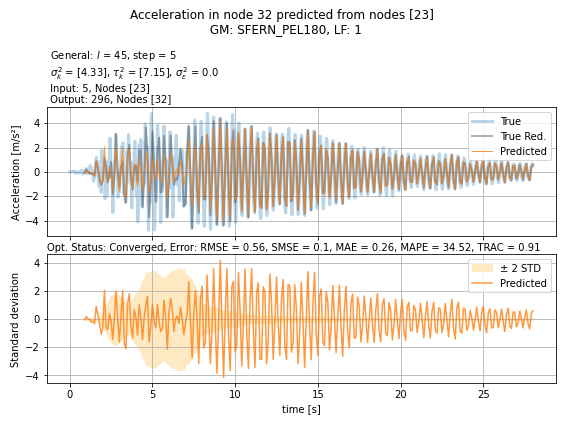 Acceleration in node 32 predicted from nodes [23]
GM: SFERN_PEL180, LF: 1
General: l = 45, step = 5
σ²ₖ = [4.33], τ²ₖ = [7.15], σ²ε = 0.0
Input: 5, Nodes [23]
Output: 296, Nodes [32]
Acceleration [m/s²]
4
2
0
−2
−4
True
True Red.
Predicted
Opt. Status: Converged, Error: RMSE = 0.56, SMSE = 0.1, MAE = 0.26, MAPE = 34.52, TRAC = 0.91
Standard deviation
4
2
0
−2
−4
± 2 STD
Predicted
0 5 10 15 20 25
time [s]